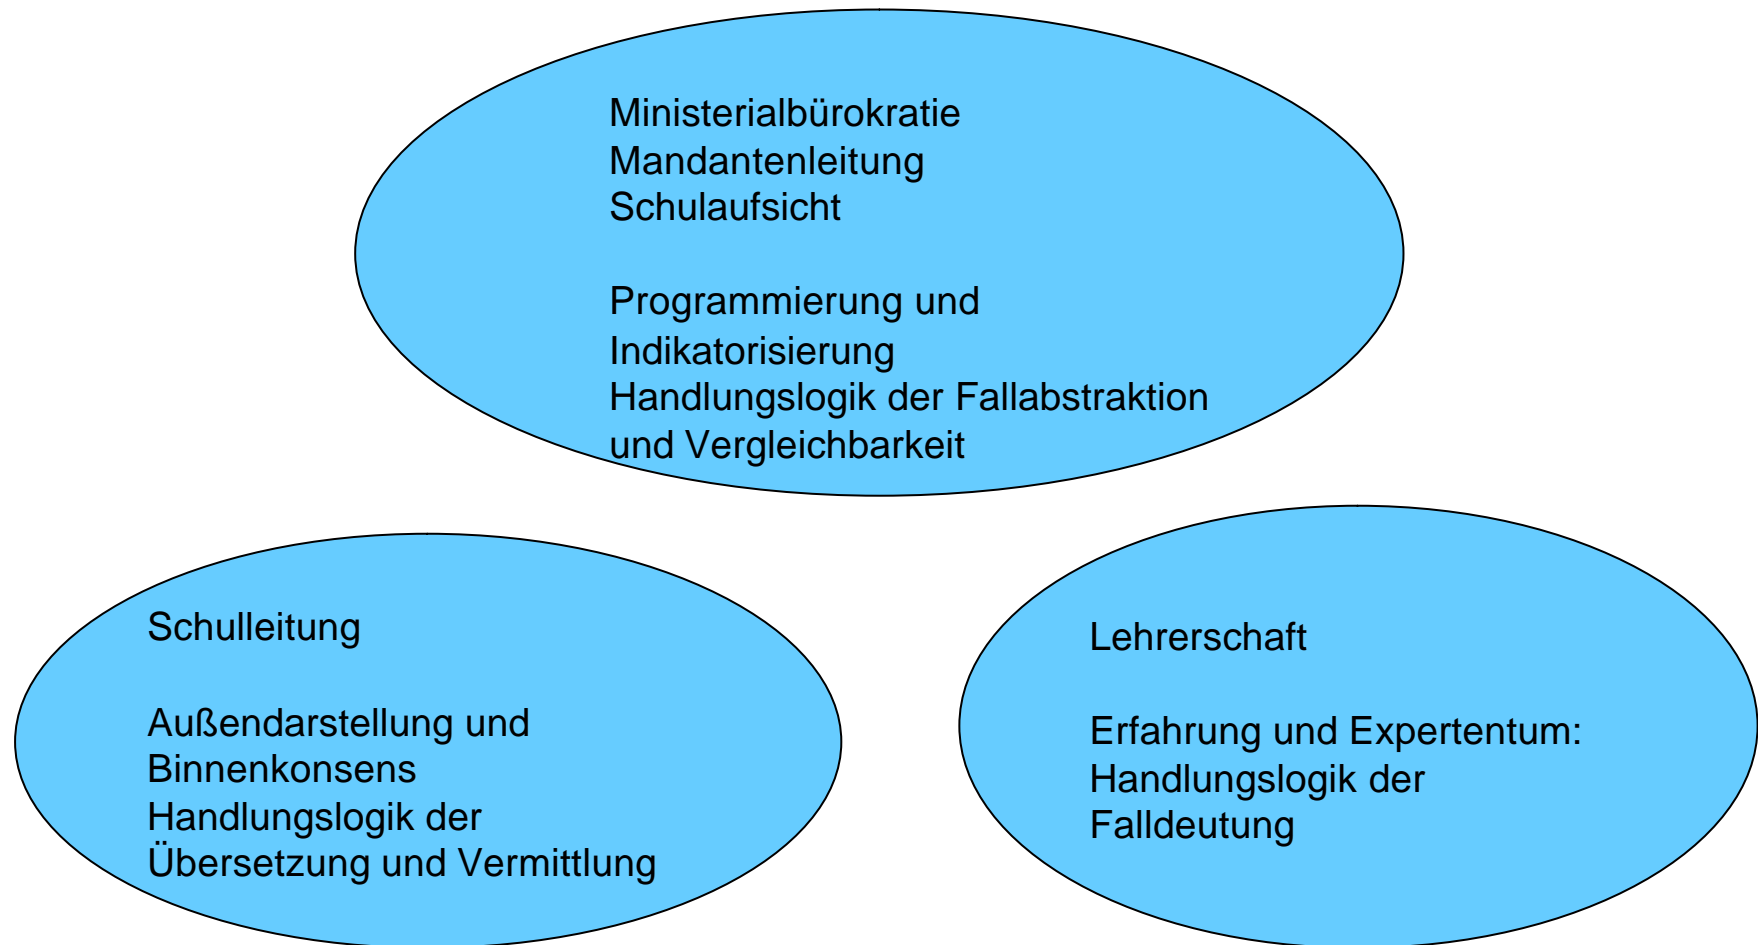 Ministerialbürokratie
Mandantenleitung
Schulaufsicht
Programmierung und
Indikatorisierung
Handlungslogik der Fallabstraktion
und Vergleichbarkeit
Schulleitung
Außendarstellung und
Binnenkonsens
Handlungslogik der
Übersetzung und Vermittlung
Lehrerschaft
Erfahrung und Expertentum:
Handlungslogik der
Falldeutung